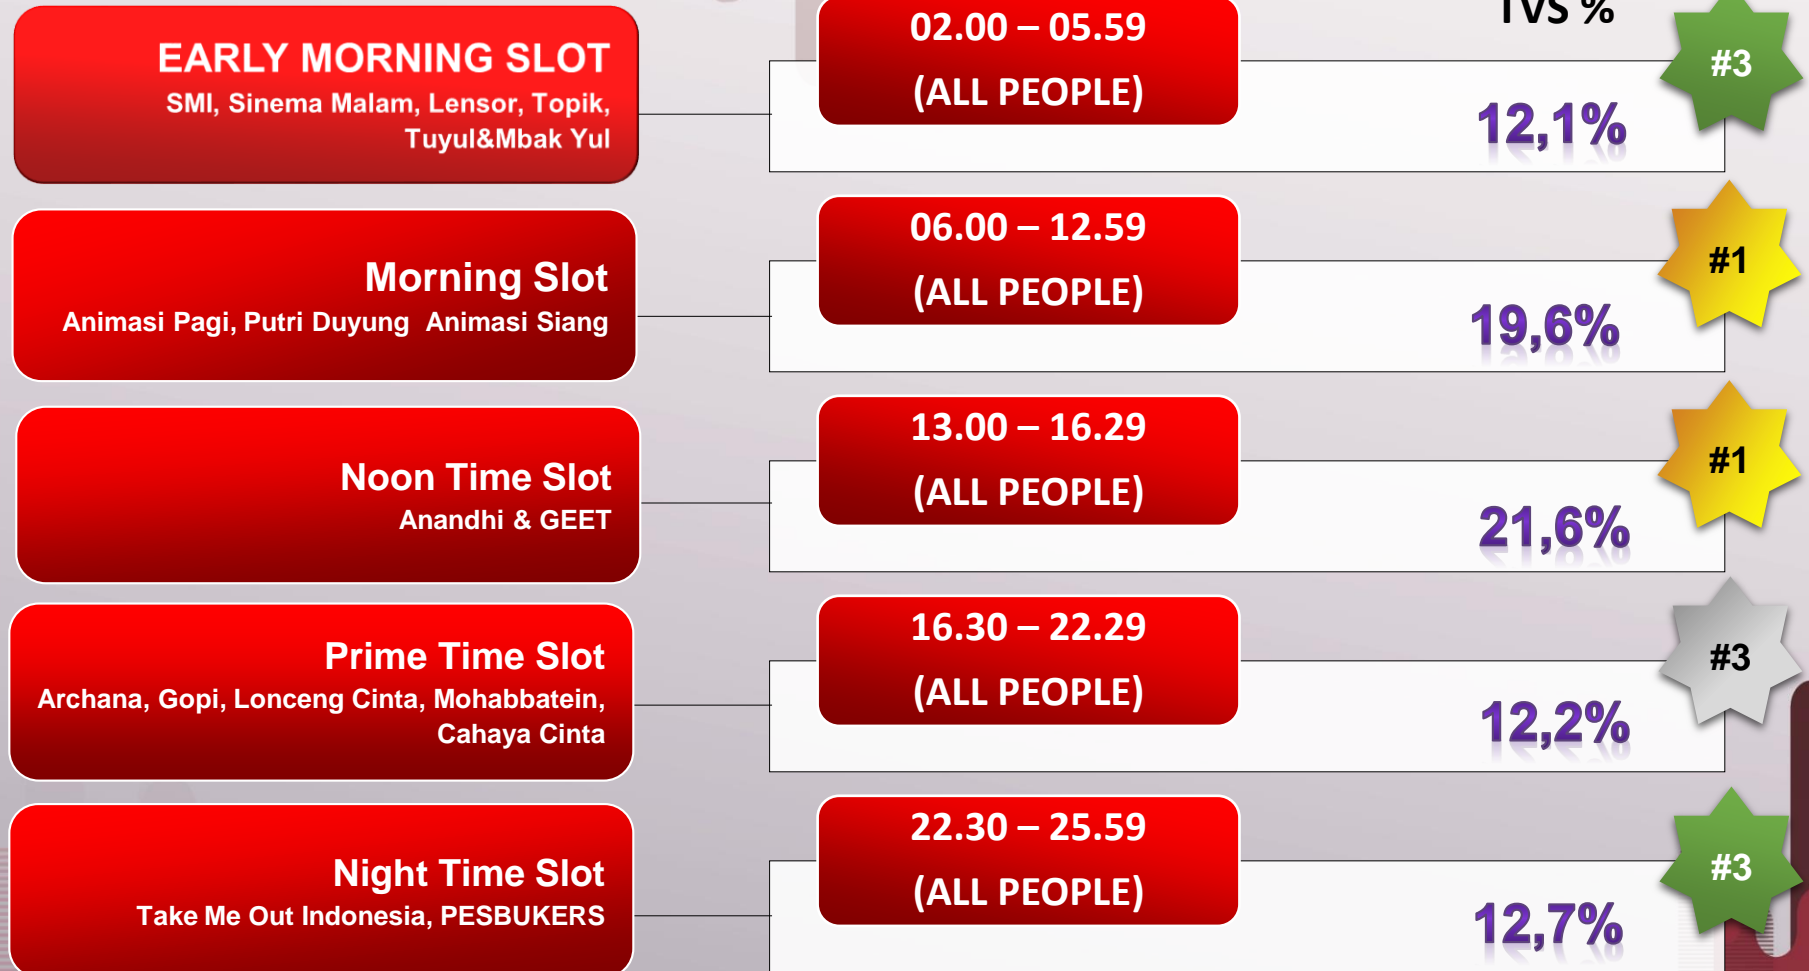 TVS %
EARLY MORNING SLOT
SMI, Sinema Malam, Lensor, Topik,
Tuyul&Mbak Yul
02.00 – 05.59
(ALL PEOPLE)
12,1%
#3
Morning Slot
Animasi Pagi, Putri Duyung  Animasi Siang
06.00 – 12.59
(ALL PEOPLE)
19,6%
#1
Noon Time Slot
Anandhi & GEET
13.00 – 16.29
(ALL PEOPLE)
21,6%
#1
Prime Time Slot
Archana, Gopi, Lonceng Cinta, Mohabbatein,
Cahaya Cinta
16.30 – 22.29
(ALL PEOPLE)
12,2%
#3
Night Time Slot
Take Me Out Indonesia, PESBUKERS
22.30 – 25.59
(ALL PEOPLE)
12,7%
#3